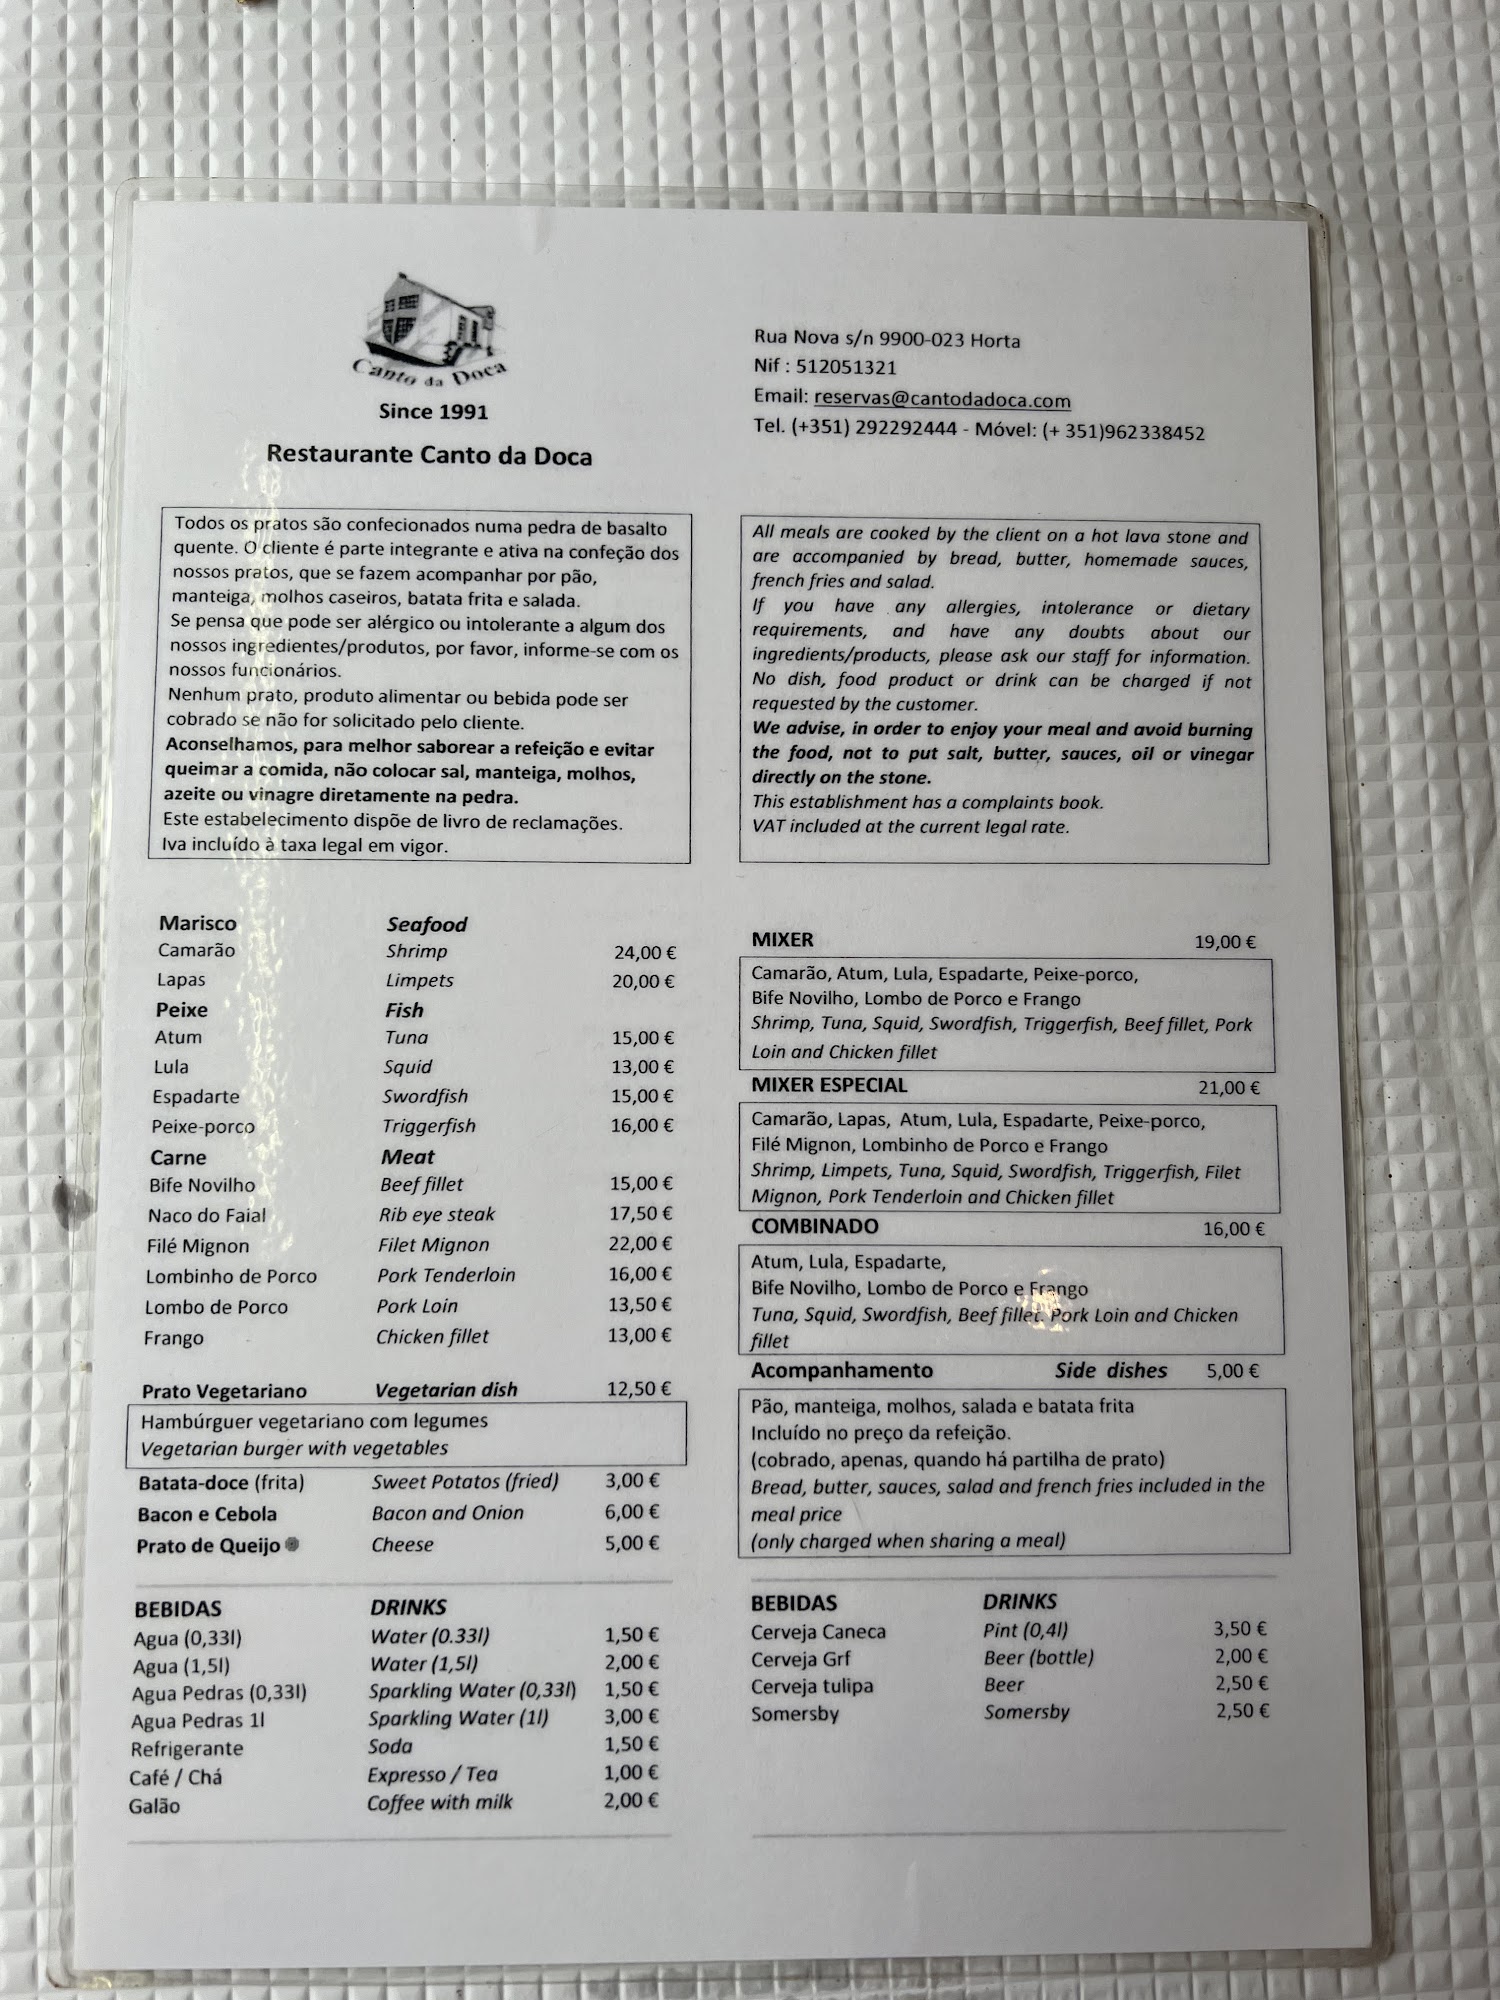 Canto da Doca
Since 1991
Restaurante Canto da Doca
Rua Nova s/n 9900-023 Horta
Nif : 512051321
Email: reservas@cantodadoca.com
Tel. (+351) 292292444 - Móvel: (+ 351)962338452
Todos os pratos são confecionados numa pedra de basalto
quente. O cliente é parte integrante e ativa na confeção dos
nossos pratos, que se fazem acompanhar por pão,
manteiga, molhos caseiros, batata frita e salada.
Se pensa que pode ser alérgico ou intolerante a algum dos
nossos ingredientes/produtos, por favor, informe-se com os
nossos funcionários.
Nenhum prato, produto alimentar ou bebida pode ser
cobrado se não for solicitado pelo cliente.
Aconselhamos, para melhor saborear a refeição e evitar
queimar a comida, não colocar sal, manteiga, molhos,
azeite ou vinagre diretamente na pedra.
Este estabelecimento dispõe de livro de reclamações.
Iva incluído à taxa legal em vigor.
All meals are cooked by the client on a hot lava stone and
are accompanied by bread, butter, homemade sauces,
french fries and salad.
If you have any allergies, intolerance or dietary
requirements, and have any doubts about our
ingredients/products, please ask our staff for information.
No dish, food product or drink can be charged if not
requested by the customer.
We advise, in order to enjoy your meal and avoid burning
the food, not to put salt, butter, sauces, oil or vinegar
directly on the stone.
This establishment has a complaints book.
VAT included at the current legal rate.
Marisco Seafood
Camarão Shrimp 24,00 €
Lapas Limpets 20,00 €
Peixe Fish
Atum Tuna 15,00 €
Lula Squid 13,00 €
Espadarte Swordfish 15,00 €
Peixe-porco Triggerfish 16,00 €
Carne Meat
Bife Novilho Beef fillet 15,00 €
Naco do Faial Rib eye steak 17,50 €
Filé Mignon Filet Mignon 22,00 €
Lombinho de Porco Pork Tenderloin 16,00 €
Lombo de Porco Pork Loin 13,50 €
Frango Chicken fillet 13,00 €
Prato Vegetariano Vegetarian dish 12,50 €
Hambúrguer vegetariano com legumes
Vegetarian burger with vegetables
Batata-doce (frita) Sweet Potatos (fried) 3,00 €
Bacon e Cebola Bacon and Onion 6,00 €
Prato de Queijo Cheese 5,00 €
MIXER 19,00 €
Camarão, Atum, Lula, Espadarte, Peixe-porco,
Bife Novilho, Lombo de Porco e Frango
Shrimp, Tuna, Squid, Swordfish, Triggerfish, Beef fillet, Pork
Loin and Chicken fillet
MIXER ESPECIAL 21,00 €
Camarão, Lapas, Atum, Lula, Espadarte, Peixe-porco,
Filé Mignon, Lombinho de Porco e Frango
Shrimp, Limpets, Tuna, Squid, Swordfish, Triggerfish, Filet
Mignon, Pork Tenderloin and Chicken fillet
COMBINADO 16,00 €
Atum, Lula, Espadarte,
Bife Novilho, Lombo de Porco e Frango
Tuna, Squid, Swordfish, Beef fillet, Pork Loin and Chicken
fillet
Acompanhamento Side dishes 5,00 €
Pão, manteiga, molhos, salada e batata frita
Incluído no preço da refeição.
(cobrado, apenas, quando há partilha de prato)
Bread, butter, sauces, salad and french fries included in the
meal price
(only charged when sharing a meal)
BEBIDAS DRINKS
Agua (0,33l) Water (0.33l) 1,50 €
Agua (1,5l) Water (1,5l) 2,00 €
Agua Pedras (0,33l) Sparkling Water (0,33l) 1,50 €
Agua Pedras 1l Sparkling Water (1l) 3,00 €
Refrigerante Soda 1,50 €
Café / Chá Expresso / Tea 1,00 €
Galão Coffee with milk 2,00 €
BEBIDAS DRINKS
Cerveja Caneca Pint (0,4l) 3,50 €
Cerveja Grf Beer (bottle) 2,00 €
Cerveja tulipa Beer 2,50 €
Somersby Somersby 2,50 €